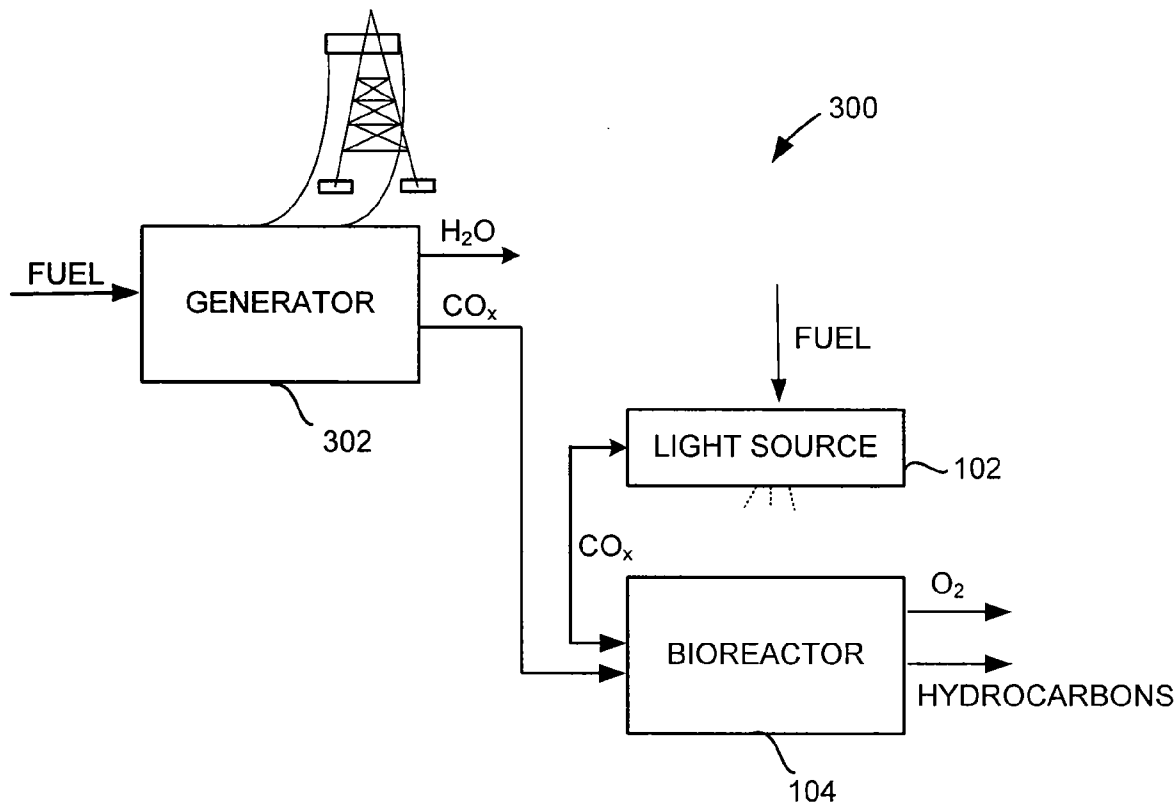 300
H₂O
FUEL
GENERATOR
COₓ
FUEL
302
LIGHT SOURCE
102
COₓ
O₂
BIOREACTOR
HYDROCARBONS
104